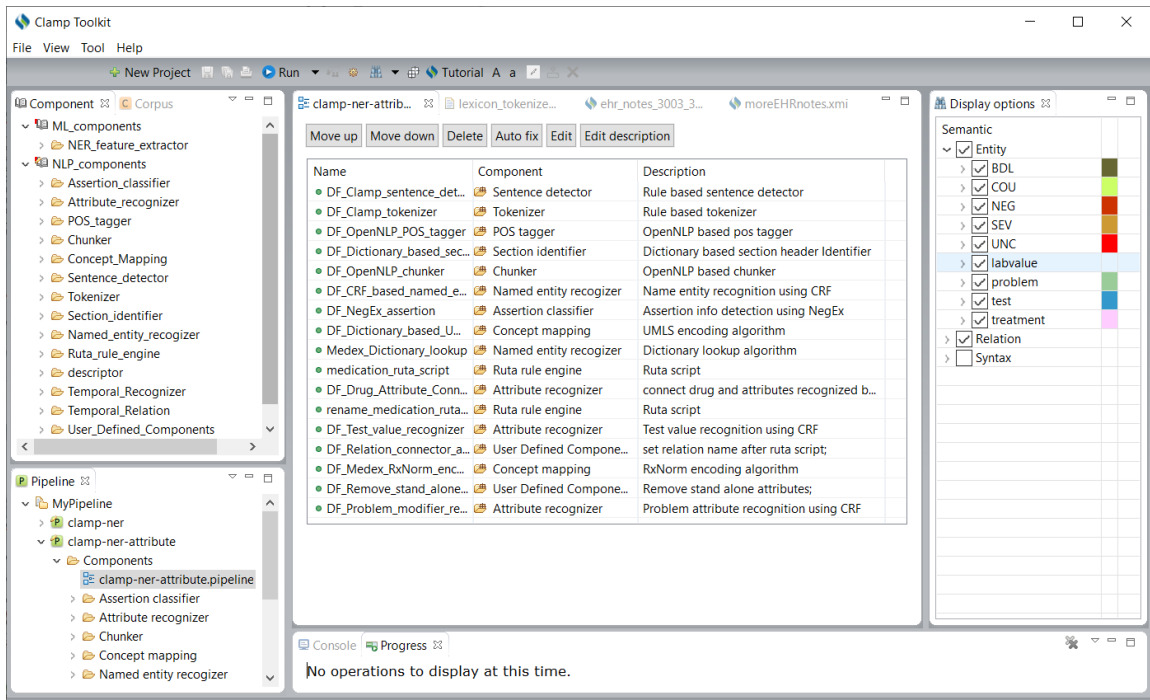 Clamp Toolkit
File View Tool Help
New Project Run Tutorial A a
Component Corpus
ML_components
NER_feature_extractor
NLP_components
Assertion_classifier
Attribute_recognizer
POS_tagger
Chunker
Concept_Mapping
Sentence_detector
Tokenizer
Section_identifier
Named_entity_recogizer
Ruta_rule_engine
descriptor
Temporal_Recognizer
Temporal_Relation
User_Defined_Components
Pipeline
MyPipeline
clamp-ner
clamp-ner-attribute
Components
clamp-ner-attribute.pipeline
Assertion classifier
Attribute recognizer
Chunker
Concept mapping
Named entity recogizer
clamp-ner-attrib... lexicon_tokenize... ehr_notes_3003_3... moreEHRnotes.xmi
Move up Move down Delete Auto fix Edit Edit description
Name Component Description
DF_Clamp_sentence_det... Sentence detector Rule based sentence detector
DF_Clamp_tokenizer Tokenizer Rule based tokenizer
DF_OpenNLP_POS_tagger POS tagger OpenNLP based pos tagger
DF_Dictionary_based_sec... Section identifier Dictionary based section header Identifier
DF_OpenNLP_chunker Chunker OpenNLP based chunker
DF_CRF_based_named_e... Named entity recogizer Name entity recognition using CRF
DF_NegEx_assertion Assertion classifier Assertion info detection using NegEx
DF_Dictionary_based_U... Concept mapping UMLS encoding algorithm
Medex_Dictionary_lookup Named entity recogizer Dictionary lookup algorithm
medication_ruta_script Ruta rule engine Ruta script
DF_Drug_Attribute_Conn... Attribute recognizer connect drug and attributes recognized b...
rename_medication_ruta... Ruta rule engine Ruta script
DF_Test_value_recognizer Attribute recognizer Test value recognition using CRF
DF_Relation_connector_a... User Defined Compone... set relation name after ruta script;
DF_Medex_RxNorm_enc... Concept mapping RxNorm encoding algorithm
DF_Remove_stand_alone... User Defined Compone... Remove stand alone attributes;
DF_Problem_modifier_re... Attribute recognizer Problem attribute recognition using CRF
Console Progress
No operations to display at this time.
Display options
Semantic
Entity
BDL
COU
NEG
SEV
UNC
labvalue
problem
test
treatment
Relation
Syntax